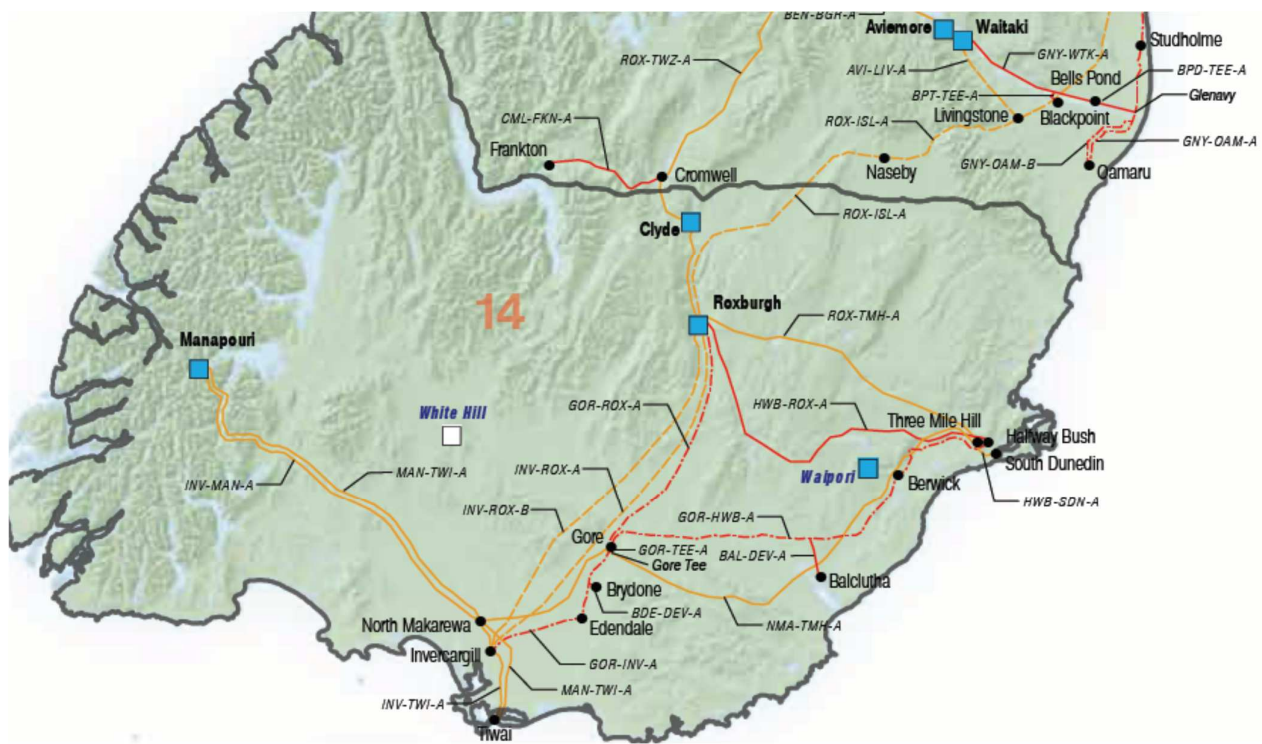 BEN-BGR-A
Aviemore
Waitaki
Studholme
ROX-TWZ-A
GNY-WTK-A
AVI-LIV-A
Bells Pond
BPD-TEE-A
BPT-TEE-A
Glenavy
CML-FKN-A
ROX-ISL-A
Livingstone
Blackpoint
Frankton
GNY-OAM-A
Naseby
GNY-OAM-B
Oamaru
Cromwell
ROX-ISL-A
Clyde
14
Roxburgh
ROX-TMH-A
Manapouri
White Hill
GOR-ROX-A
HWB-ROX-A
Three Mile Hill
Halfway Bush
South Dunedin
INV-MAN-A
MAN-TWI-A
INV-ROX-A
Waipori
Berwick
HWB-SDN-A
INV-ROX-B
GOR-HWB-A
Gore
GOR-TEE-A
BAL-DEV-A
Gore Tee
Balclutha
Brydone
BDE-DEV-A
North Makarewa
Edendale
NMA-TMH-A
Invercargill
GOR-INV-A
MAN-TWI-A
INV-TWI-A
Tiwai